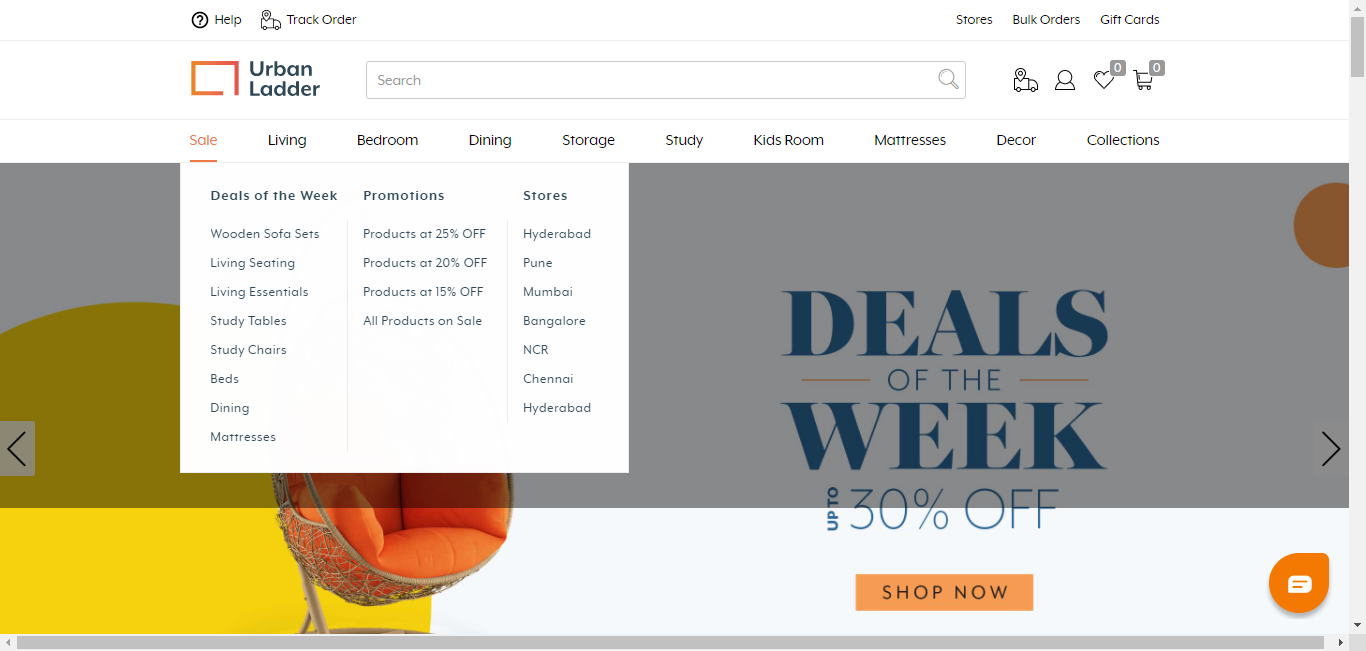 Help
Track Order
Stores
Bulk Orders
Gift Cards
Urban
Ladder
Search
0
0
Sale
Living
Bedroom
Dining
Storage
Study
Kids Room
Mattresses
Decor
Collections
Deals of the Week
Wooden Sofa Sets
Living Seating
Living Essentials
Study Tables
Study Chairs
Beds
Dining
Mattresses
Promotions
Products at 25% OFF
Products at 20% OFF
Products at 15% OFF
All Products on Sale
Stores
Hyderabad
Pune
Mumbai
Bangalore
NCR
Chennai
Hyderabad
DEALS
OF THE
WEEK
UP TO 30% OFF
SHOP NOW